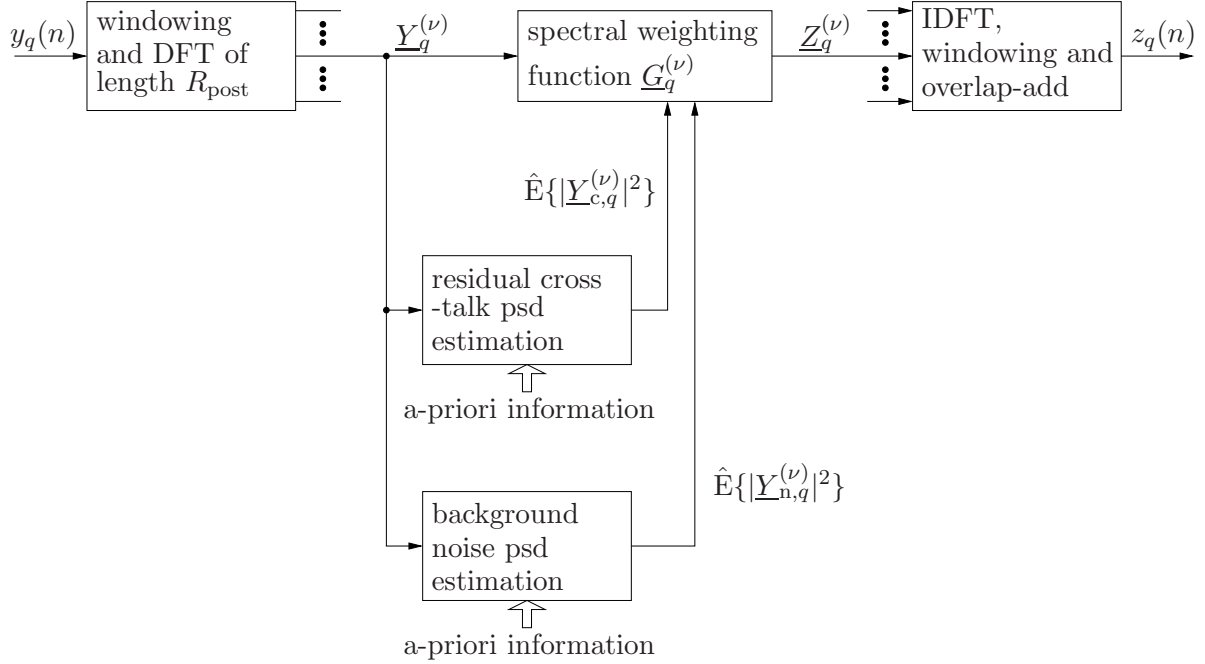 y_q(n)
windowing
and DFT of
length R_post
Y_q^(ν)
spectral weighting
function G_q^(ν)
Z_q^(ν)
IDFT,
windowing and
overlap-add
z_q(n)
Ê{|Y_c,q^(ν)|²}
residual cross
-talk psd
estimation
a-priori information
Ê{|Y_n,q^(ν)|²}
background
noise psd
estimation
a-priori information